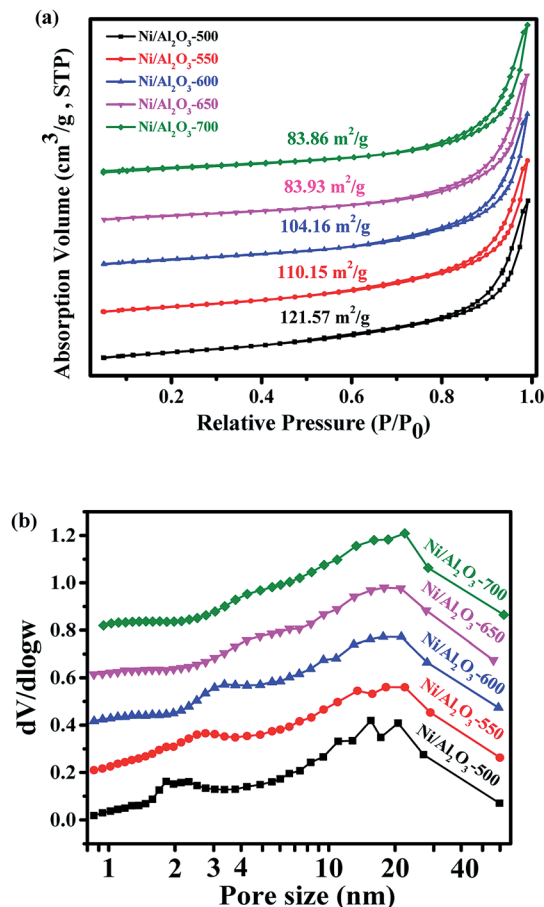 (a)
Ni/Al₂O₃-500
Ni/Al₂O₃-550
Ni/Al₂O₃-600
Ni/Al₂O₃-650
Ni/Al₂O₃-700
83.86 m²/g
83.93 m²/g
104.16 m²/g
110.15 m²/g
121.57 m²/g
Absorption Volume (cm³/g , STP)
0.2 0.4 0.6 0.8 1.0
Relative Pressure (P/P₀)
(b)
1.2
1.0
0.8
0.6
0.4
0.2
0.0
dV/dlogw
Ni/Al₂O₃-700
Ni/Al₂O₃-650
Ni/Al₂O₃-600
Ni/Al₂O₃-550
Ni/Al₂O₃-500
1 2 3 4 10 20 40
Pore size (nm)